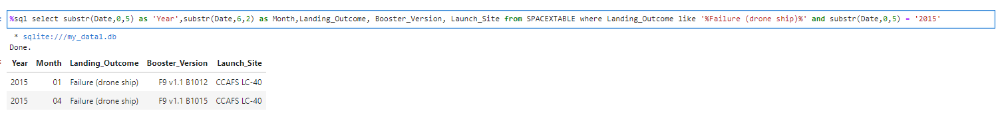 %sql select substr(Date,0,5) as 'Year',substr(Date,6,2) as Month,Landing_Outcome, Booster_Version, Launch_Site from SPACEXTABLE where Landing_Outcome like '%Failure (drone ship)%' and substr(Date,0,5) = '2015'
* sqlite:///my_data1.db
Done.
Year Month Landing_Outcome Booster_Version Launch_Site
2015 01 Failure (drone ship) F9 v1.1 B1012 CCAFS LC-40
2015 04 Failure (drone ship) F9 v1.1 B1015 CCAFS LC-40